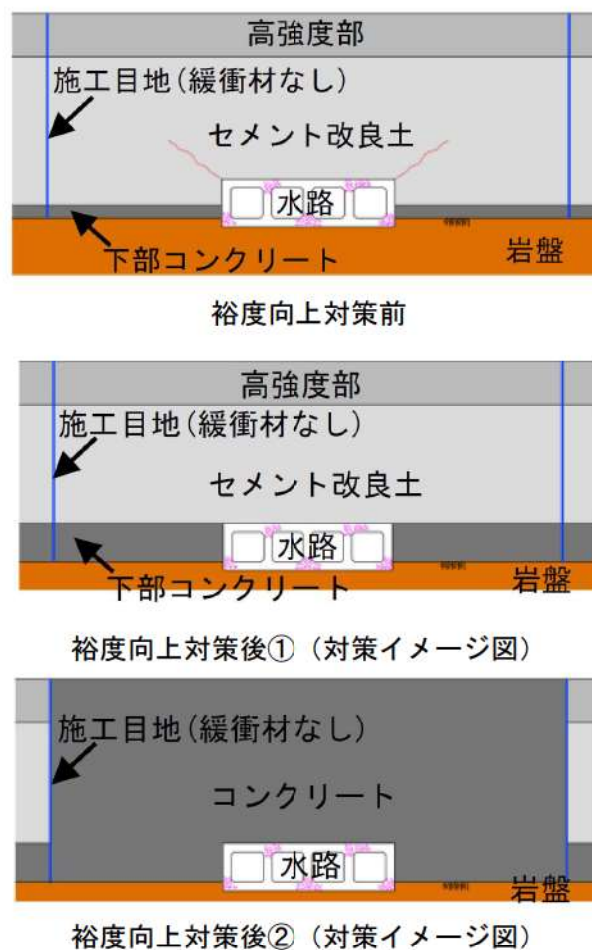 高強度部
施工目地(緩衝材なし)
セメント改良土
水路
下部コンクリート
岩盤
裕度向上対策前
高強度部
施工目地(緩衝材なし)
セメント改良土
水路
下部コンクリート
岩盤
裕度向上対策後①（対策イメージ図）
施工目地(緩衝材なし)
コンクリート
水路
岩盤
裕度向上対策後②（対策イメージ図）